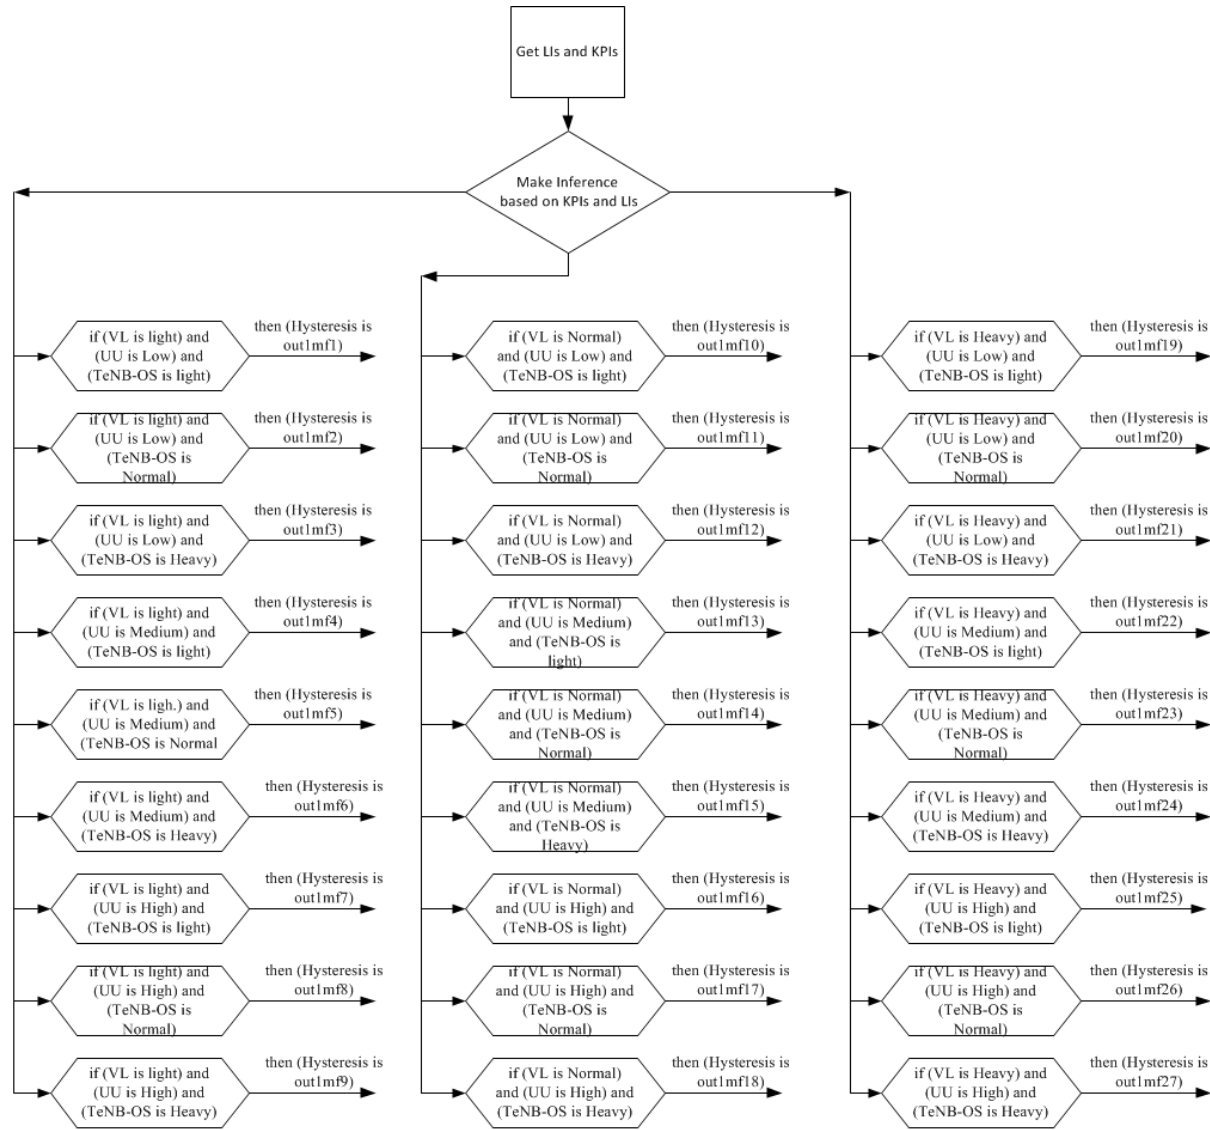 Get LIs and KPIs
Make Inference
based on KPIs and LIs
if (VL is light) and
(UU is Low) and
(TeNB-OS is light)
then (Hysteresis is
out1mf1)
if (VL is light) and
(UU is Low) and
(TeNB-OS is
Normal)
then (Hysteresis is
out1mf2)
if (VL is light) and
(UU is Low) and
(TeNB-OS is Heavy)
then (Hysteresis is
out1mf3)
if (VL is light) and
(UU is Medium) and
(TeNB-OS is light)
then (Hysteresis is
out1mf4)
if (VL is ligh.) and
(UU is Medium) and
(TeNB-OS is Normal
then (Hysteresis is
out1mf5)
if (VL is light) and
(UU is Medium) and
(TeNB-OS is Heavy)
then (Hysteresis is
out1mf6)
if (VL is light) and
(UU is High) and
(TeNB-OS is light)
then (Hysteresis is
out1mf7)
if (VL is light) and
(UU is High) and
(TeNB-OS is
Normal)
then (Hysteresis is
out1mf8)
if (VL is light) and
(UU is High) and
(TeNB-OS is Heavy)
then (Hysteresis is
out1mf9)
if (VL is Normal)
and (UU is Low) and
(TeNB-OS is light)
then (Hysteresis is
out1mf10)
if (VL is Normal)
and (UU is Low) and
(TeNB-OS is
Normal)
then (Hysteresis is
out1mf11)
if (VL is Normal)
and (UU is Low) and
(TeNB-OS is Heavy)
then (Hysteresis is
out1mf12)
if (VL is Normal)
and (UU is Medium)
and (TeNB-OS is
light)
then (Hysteresis is
out1mf13)
if (VL is Normal)
and (UU is Medium)
and (TeNB-OS is
Normal)
then (Hysteresis is
out1mf14)
if (VL is Normal)
and (UU is Medium)
and (TeNB-OS is
Heavy)
then (Hysteresis is
out1mf15)
if (VL is Normal)
and (UU is High) and
(TeNB-OS is light)
then (Hysteresis is
out1mf16)
if (VL is Normal)
and (UU is High) and
(TeNB-OS is
Normal)
then (Hysteresis is
out1mf17)
if (VL is Normal)
and (UU is High) and
(TeNB-OS is Heavy)
then (Hysteresis is
out1mf18)
if (VL is Heavy) and
(UU is Low) and
(TeNB-OS is light)
then (Hysteresis is
out1mf19)
if (VL is Heavy) and
(UU is Low) and
(TeNB-OS is
Normal)
then (Hysteresis is
out1mf20)
if (VL is Heavy) and
(UU is Low) and
(TeNB-OS is Heavy)
then (Hysteresis is
out1mf21)
if (VL is Heavy) and
(UU is Medium) and
(TeNB-OS is light)
then (Hysteresis is
out1mf22)
if (VL is Heavy) and
(UU is Medium) and
(TeNB-OS is
Normal)
then (Hysteresis is
out1mf23)
if (VL is Heavy) and
(UU is Medium) and
(TeNB-OS is Heavy)
then (Hysteresis is
out1mf24)
if (VL is Heavy) and
(UU is High) and
(TeNB-OS is light)
then (Hysteresis is
out1mf25)
if (VL is Heavy) and
(UU is High) and
(TeNB-OS is
Normal)
then (Hysteresis is
out1mf26)
if (VL is Heavy) and
(UU is High) and
(TeNB-OS is Heavy)
then (Hysteresis is
out1mf27)